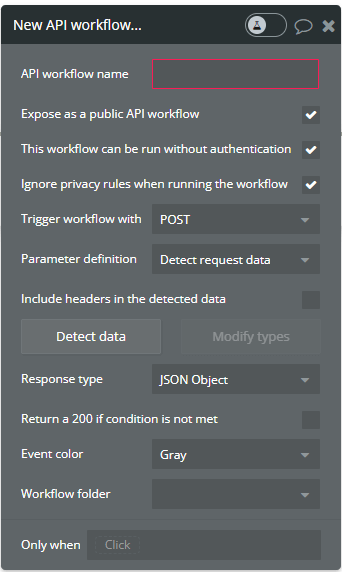 New API workflow...
API workflow name
Expose as a public API workflow
This workflow can be run without authentication
Ignore privacy rules when running the workflow
Trigger workflow with POST
Parameter definition Detect request data
Include headers in the detected data
Detect data Modify types
Response type JSON Object
Return a 200 if condition is not met
Event color Gray
Workflow folder
Only when Click